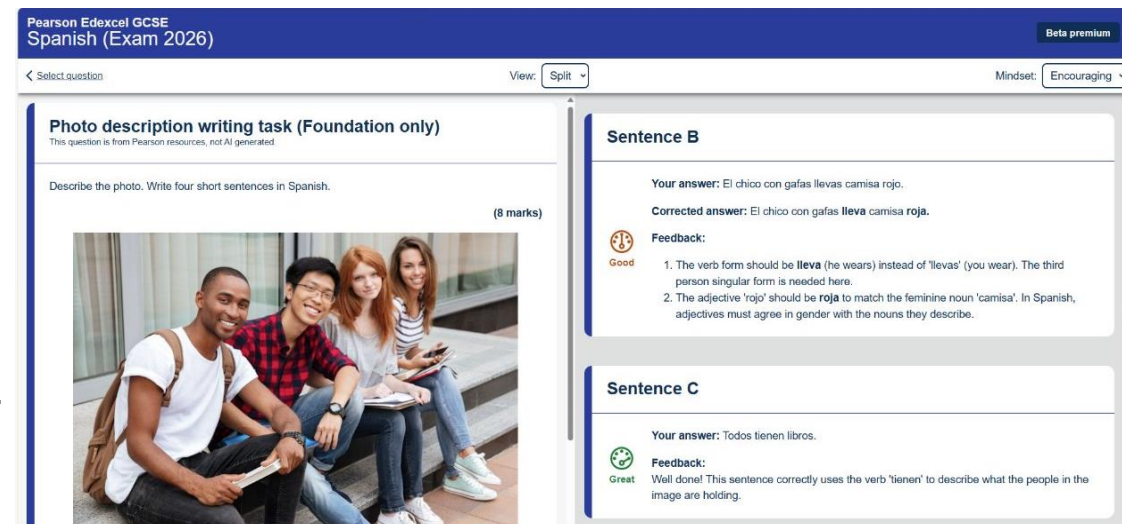 Pearson Edexcel GCSE
Spanish (Exam 2026)
Beta premium
Select question
View: Split
Mindset: Encouraging
Photo description writing task (Foundation only)
This question is from Pearson resources, not AI generated
Describe the photo. Write four short sentences in Spanish.
(8 marks)
Sentence B
Your answer: El chico con gafas llevas camisa rojo.
Corrected answer: El chico con gafas lleva camisa roja.
Good
Feedback:
1. The verb form should be lleva (he wears) instead of 'llevas' (you wear). The third
person singular form is needed here.
2. The adjective 'rojo' should be roja to match the feminine noun 'camisa'. In Spanish,
adjectives must agree in gender with the nouns they describe.
Sentence C
Your answer: Todos tienen libros.
Great
Feedback:
Well done! This sentence correctly uses the verb 'tienen' to describe what the people in the
image are holding.